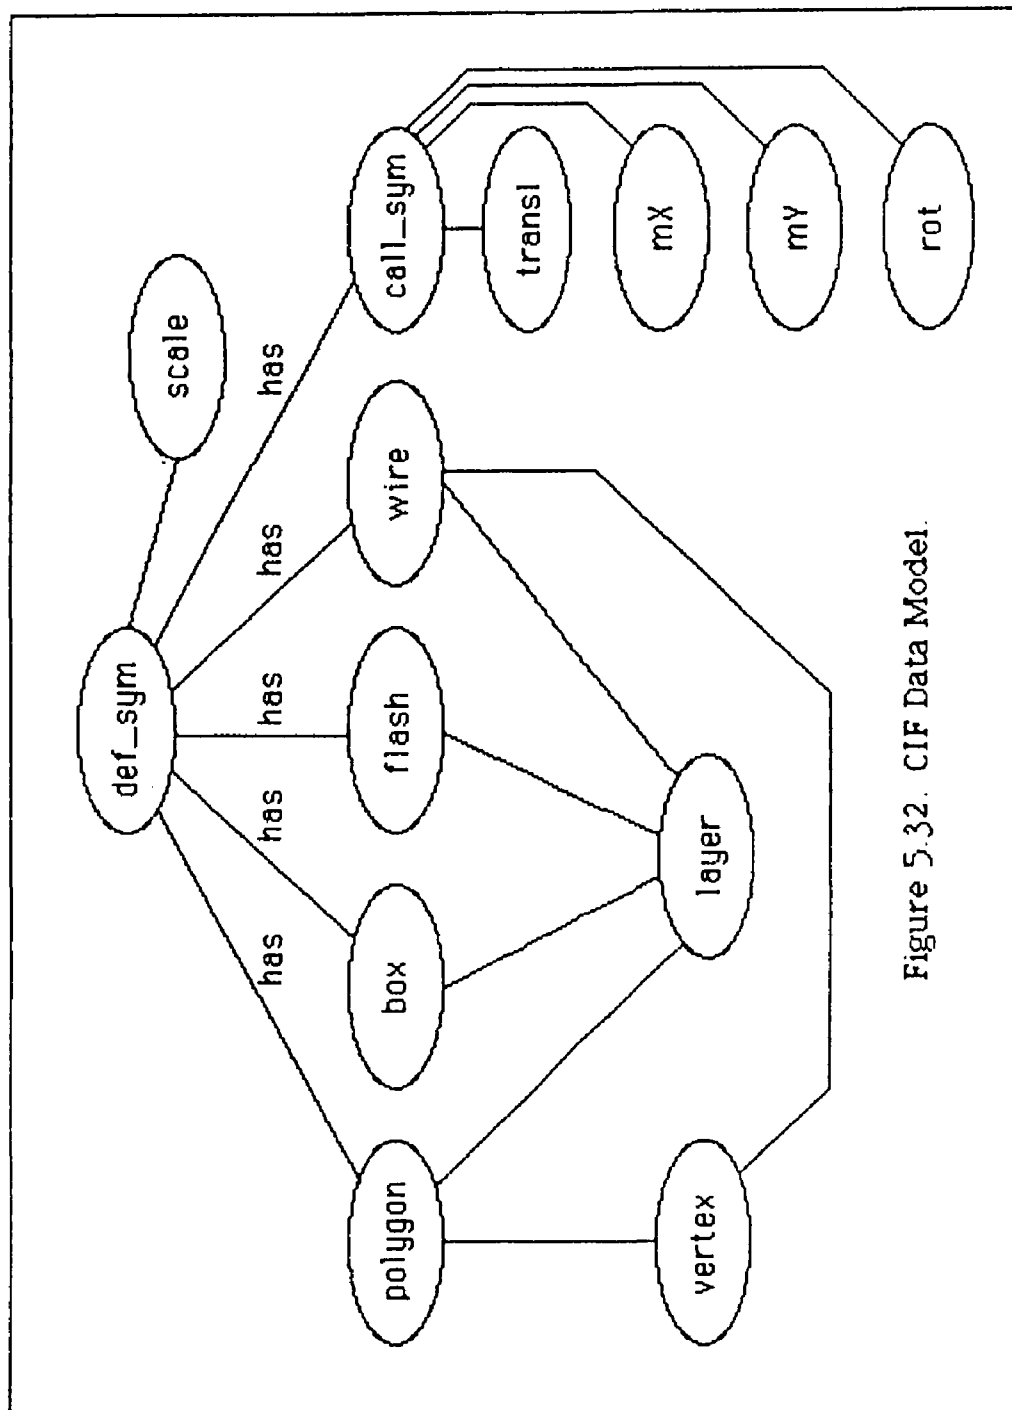 def_sym
scale
has
has
has
has
has
polygon
box
flash
wire
call_sym
transl
mX
mY
rot
vertex
layer
Figure 5.32. CIF Data Model.